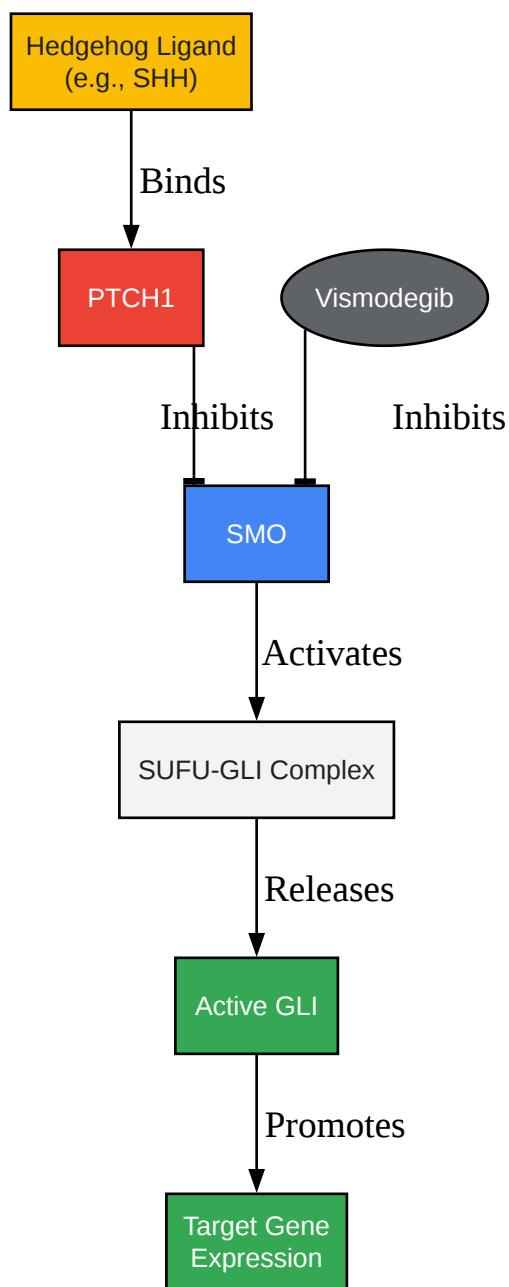 Hedgehog Ligand
(e.g., SHH)
Binds
PTCH1
Vismodegib
Inhibits
Inhibits
SMO
Activates
SUFU-GLI Complex
Releases
Active GLI
Promotes
Target Gene
Expression